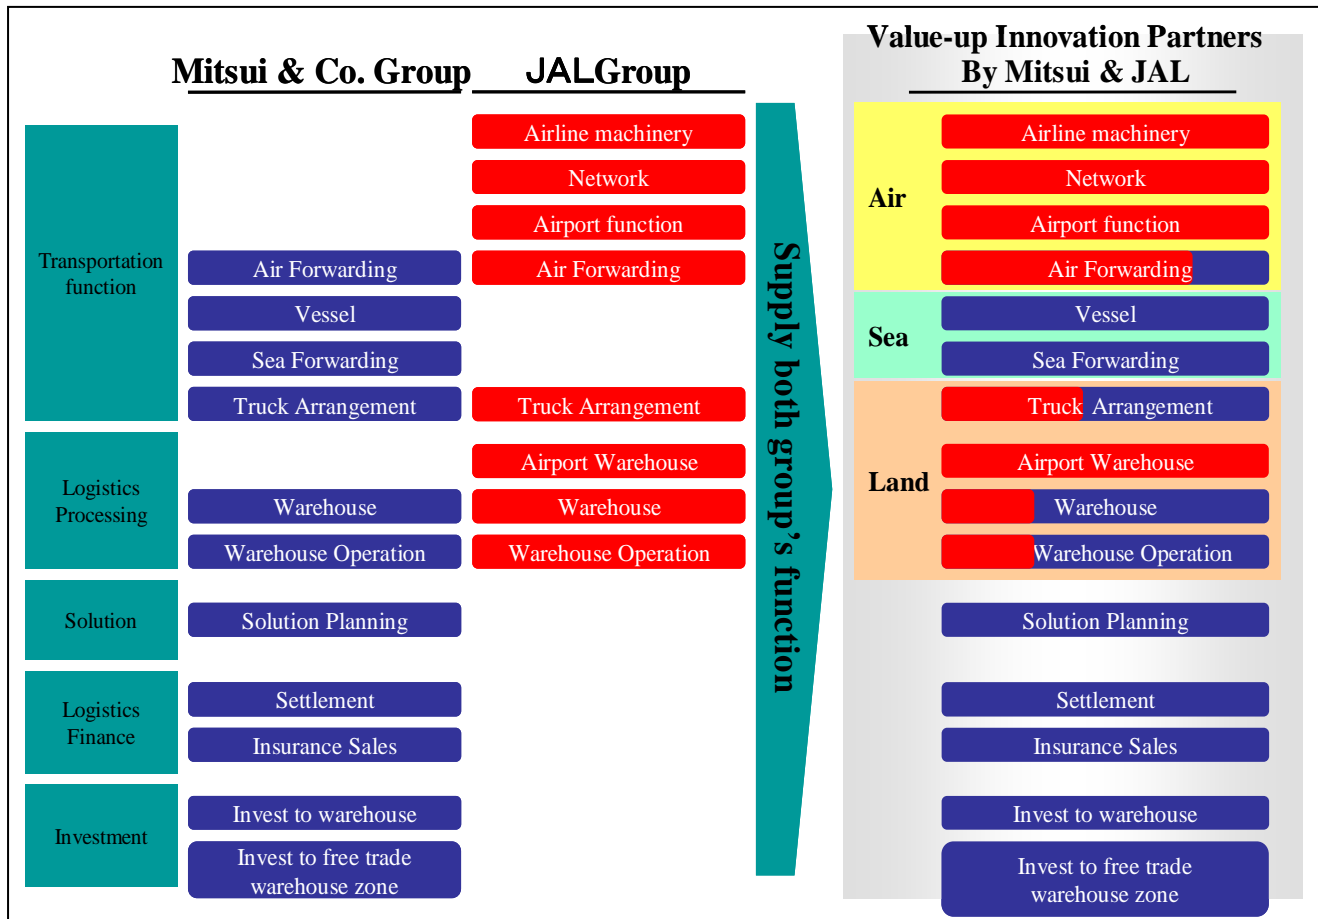 Mitsui & Co. Group
JALGroup
Value-up Innovation Partners
By Mitsui & JAL
Transportation
function
Air Forwarding
Vessel
Sea Forwarding
Truck Arrangement
Airline machinery
Network
Airport function
Air Forwarding
Truck Arrangement
Logistics
Processing
Warehouse
Warehouse Operation
Airport Warehouse
Warehouse
Warehouse Operation
Solution
Solution Planning
Logistics
Finance
Settlement
Insurance Sales
Investment
Invest to warehouse
Invest to free trade
warehouse zone
Supply both group’s function
Air
Airline machinery
Network
Airport function
Air Forwarding
Sea
Vessel
Sea Forwarding
Land
Truck Arrangement
Airport Warehouse
Warehouse
Warehouse Operation
Solution Planning
Settlement
Insurance Sales
Invest to warehouse
Invest to free trade
warehouse zone